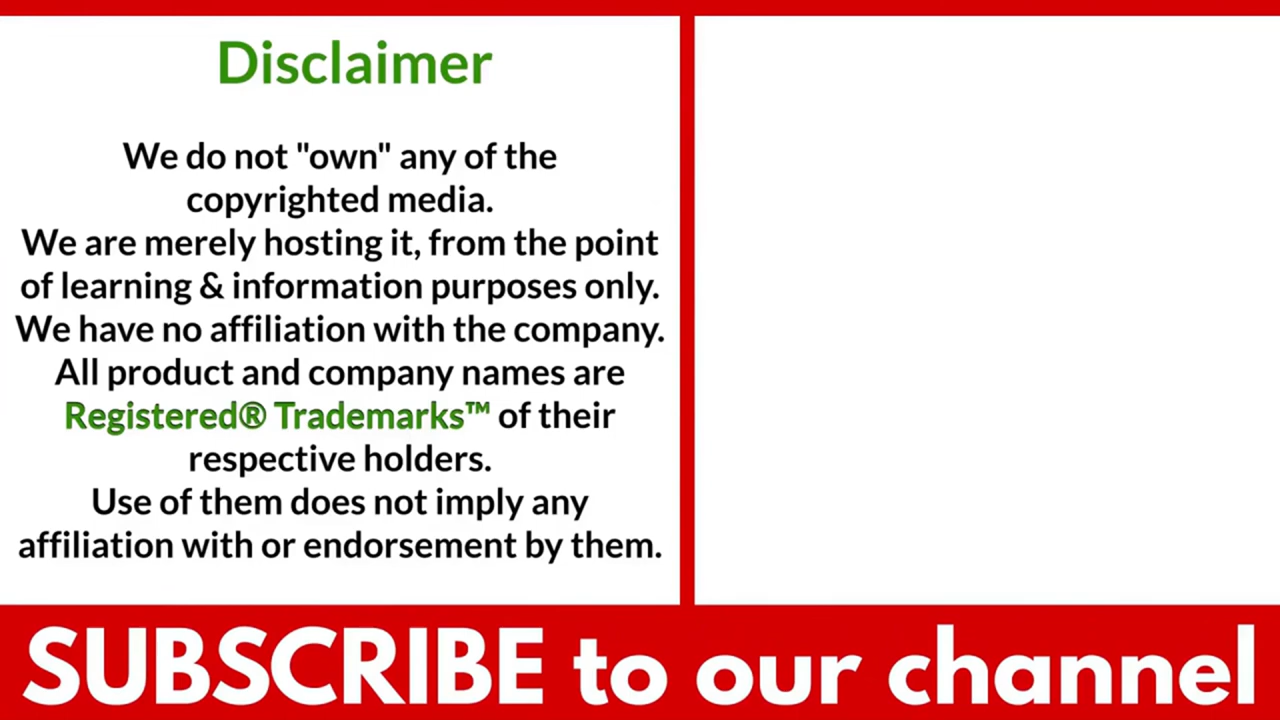 Disclaimer
We do not "own" any of the
copyrighted media.
We are merely hosting it, from the point
of learning & information purposes only.
We have no affiliation with the company.
All product and company names are
Registered® Trademarks™ of their
respective holders.
Use of them does not imply any
affiliation with or endorsement by them.
SUBSCRIBE to our channel